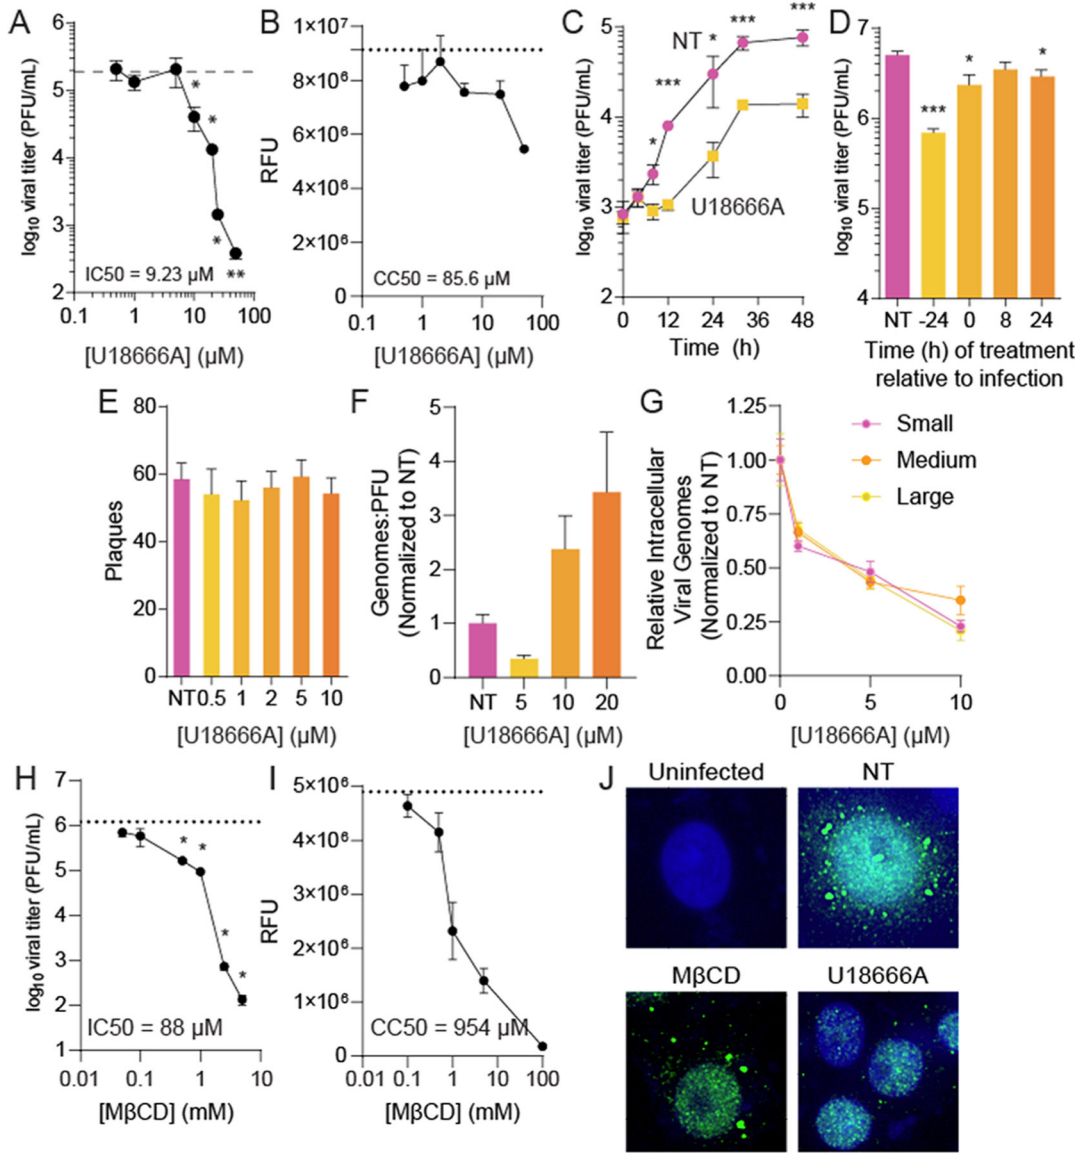 A
log₁₀ viral titer (PFU/mL)
6
5
4
3
2
*
*
*
**
IC50 = 9.23 µM
0.1
1
10
100
[U18666A] (µM)
B
RFU
1×10⁷
8×10⁶
6×10⁶
4×10⁶
2×10⁶
0
CC50 = 85.6 µM
0.1
1
10
100
[U18666A] (µM)
C
log₁₀ viral titer (PFU/mL)
5
4
3
2
NT
*
***
*
***
***
U18666A
0
12
24
36
48
Time (h)
D
log₁₀ viral titer (PFU/mL)
7
6
5
4
***
*
*
NT
-24
0
8
24
Time (h) of treatment
relative to infection
E
Plaques
80
60
40
20
0
NT
0.5
1
2
5
10
[U18666A] (µM)
F
Genomes:PFU
(Normalized to NT)
5
4
3
2
1
0
NT
5
10
20
[U18666A] (µM)
G
Relative Intracellular
Viral Genomes
(Normalized to NT)
1.25
1.00
0.75
0.50
0.25
0.00
Small
Medium
Large
0
5
10
[U18666A] (µM)
H
log₁₀ viral titer (PFU/mL)
7
6
5
4
3
2
1
*
*
*
*
IC50 = 88 µM
0.01
0.1
1
10
[MβCD] (mM)
I
RFU
5×10⁶
4×10⁶
3×10⁶
2×10⁶
1×10⁶
0
CC50 = 954 µM
0.01
0.1
1
10
100
[MβCD] (mM)
J
Uninfected
NT
MβCD
U18666A